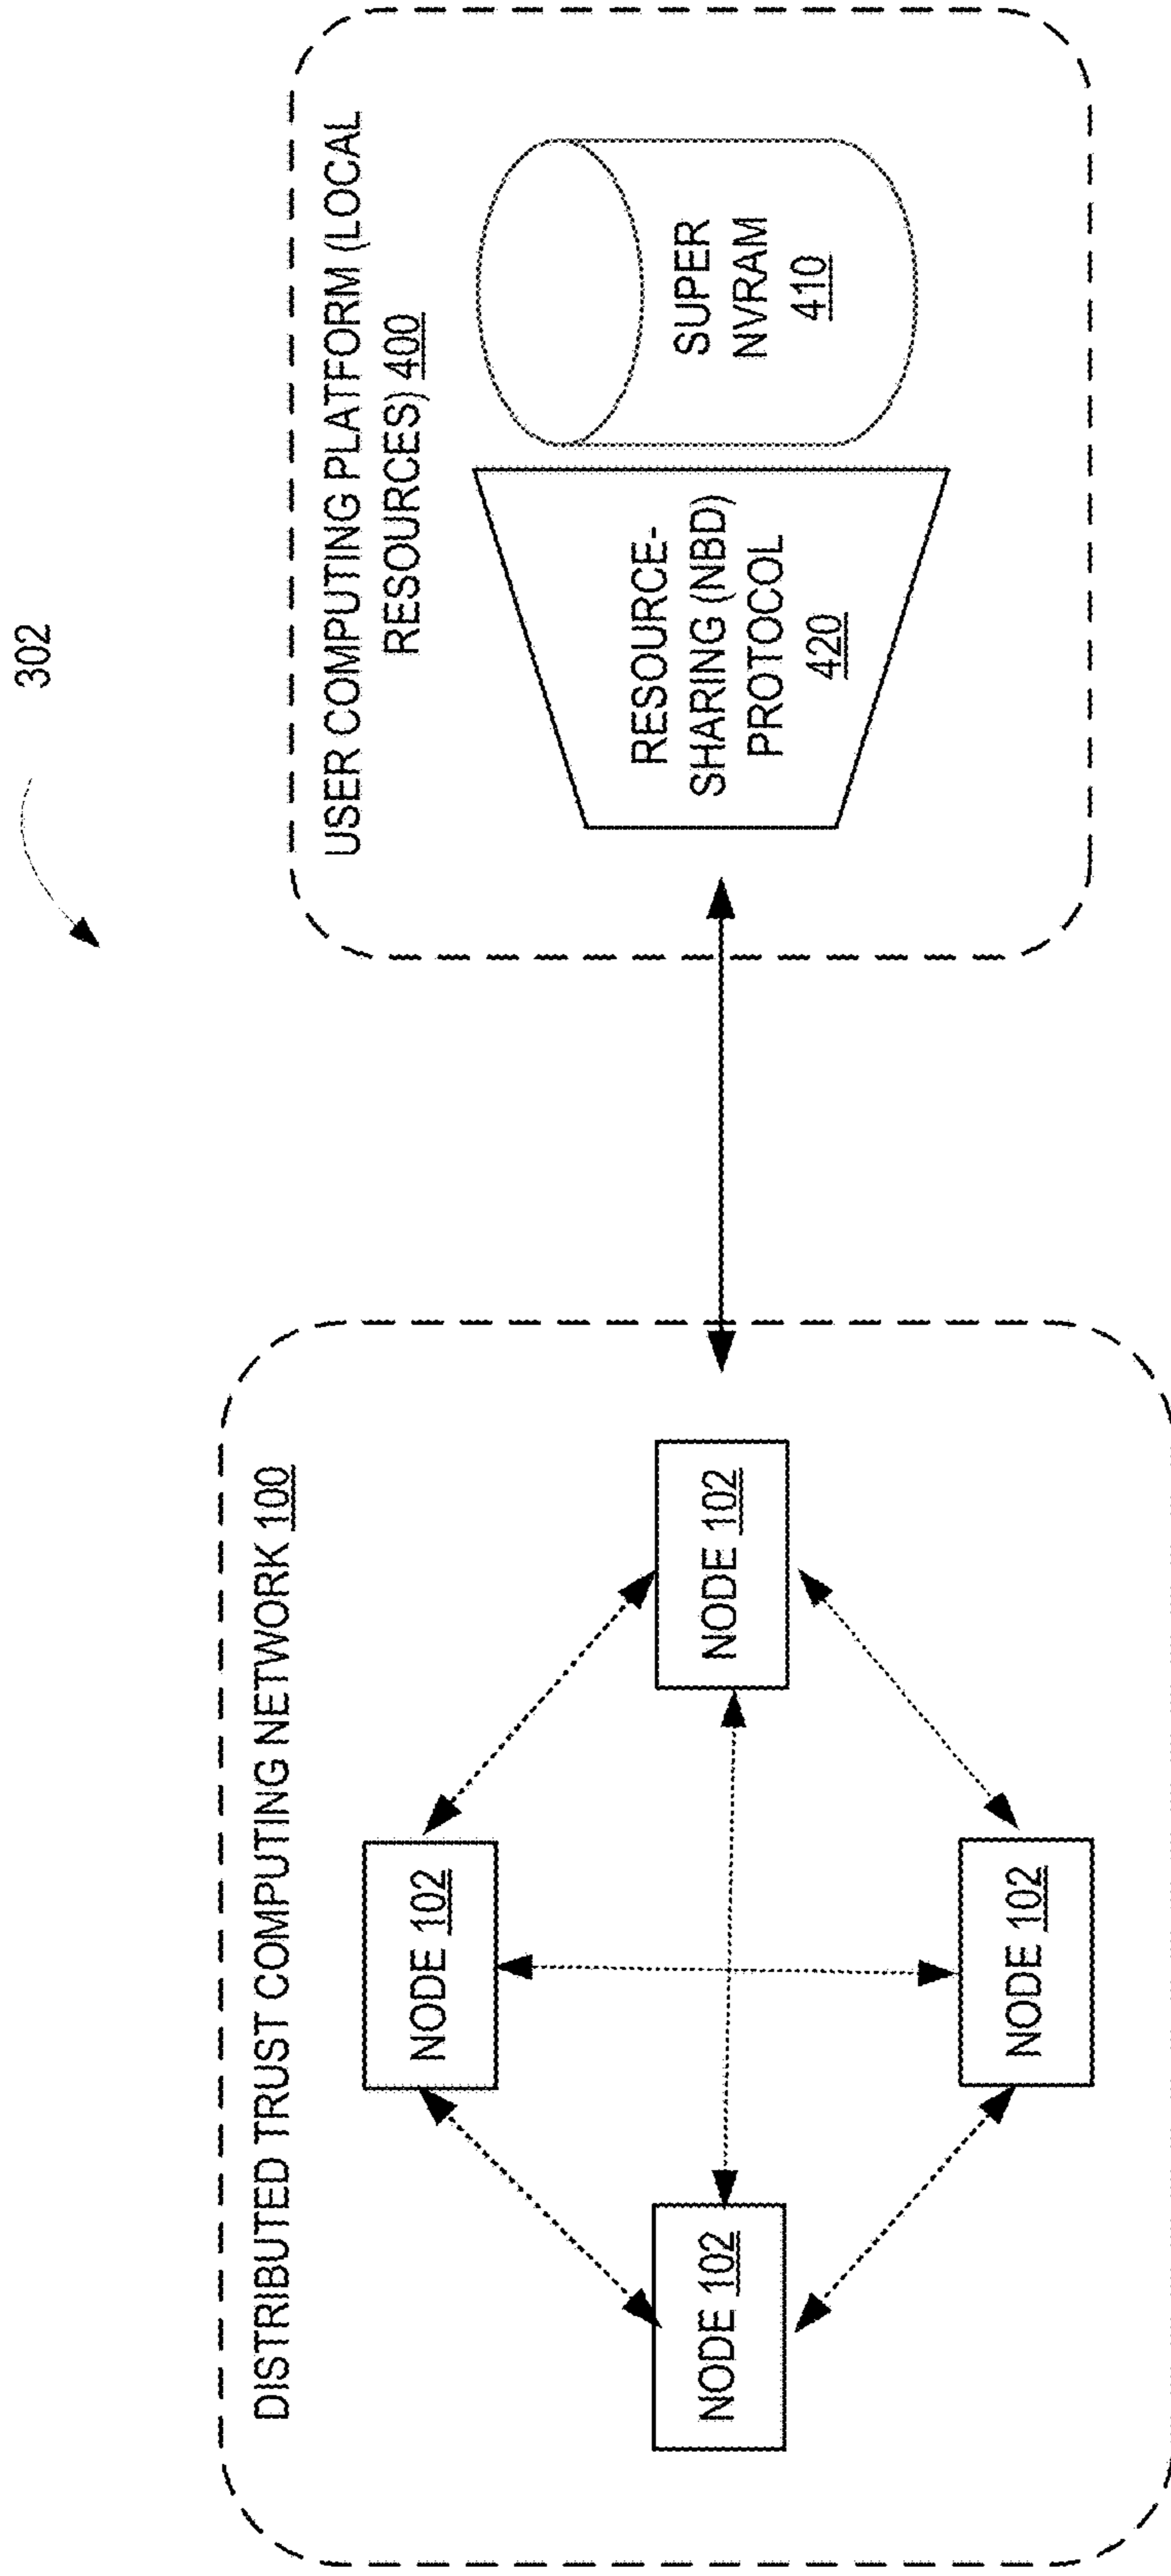 302
DISTRIBUTED TRUST COMPUTING NETWORK 100
NODE 102
NODE 102
NODE 102
NODE 102
USER COMPUTING PLATFORM (LOCAL
RESOURCES) 400
RESOURCE-
SHARING (NBD)
PROTOCOL
420
SUPER
NVRAM
410